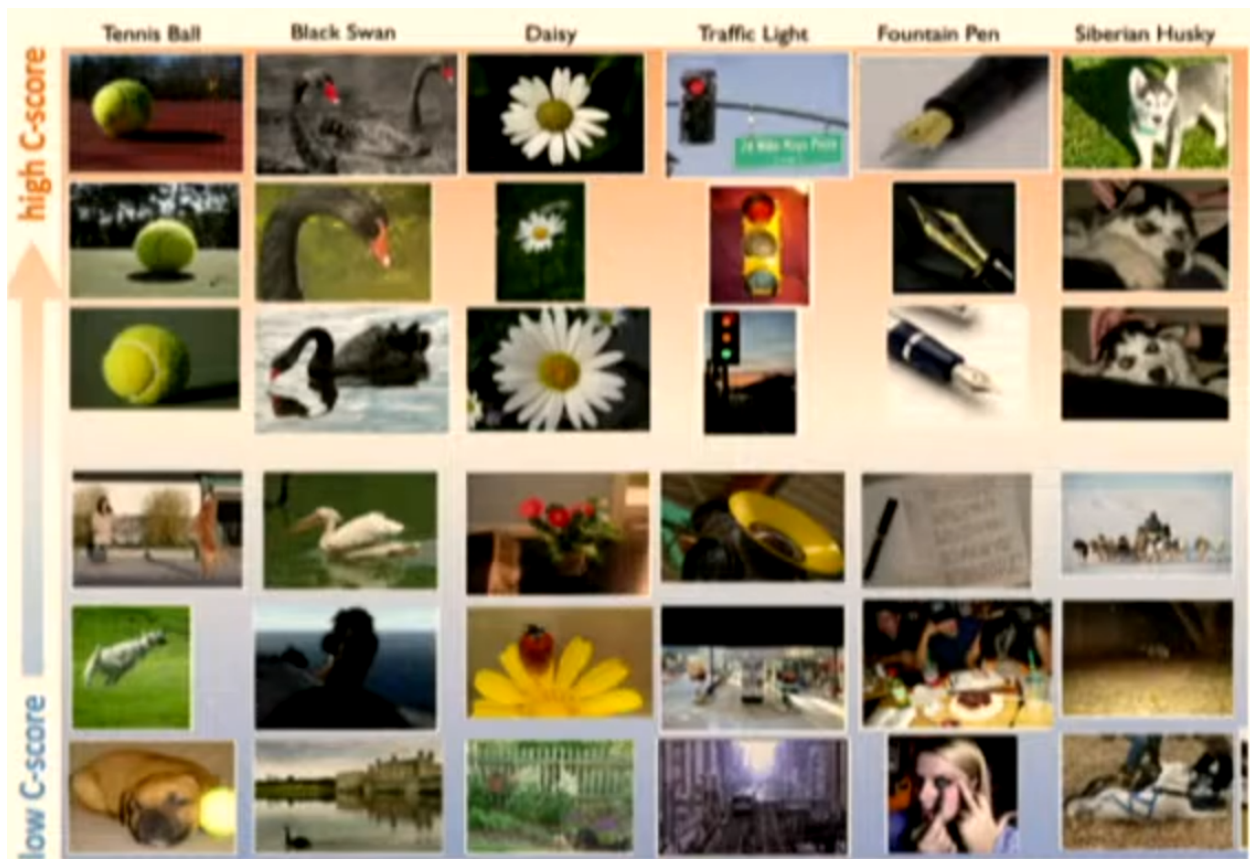 Tennis Ball
Black Swan
Daisy
Traffic Light
Fountain Pen
Siberian Husky
high C-score
low C-score